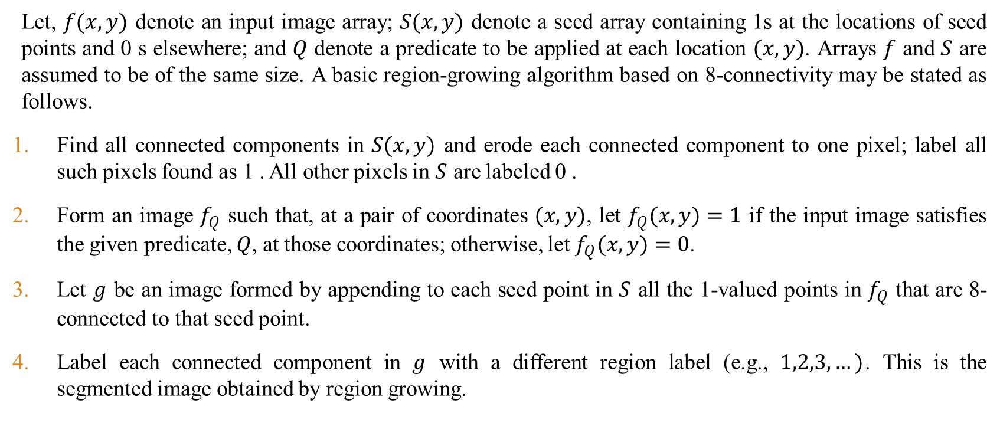 Let, f(x, y) denote an input image array; S(x, y) denote a seed array containing 1s at the locations of seed
points and 0 s elsewhere; and Q denote a predicate to be applied at each location (x, y). Arrays f and S are
assumed to be of the same size. A basic region-growing algorithm based on 8-connectivity may be stated as
follows.
1. Find all connected components in S(x, y) and erode each connected component to one pixel; label all
such pixels found as 1 . All other pixels in S are labeled 0 .
2. Form an image f_Q such that, at a pair of coordinates (x, y), let f_Q(x, y) = 1 if the input image satisfies
the given predicate, Q, at those coordinates; otherwise, let f_Q(x, y) = 0.
3. Let g be an image formed by appending to each seed point in S all the 1-valued points in f_Q that are 8-
connected to that seed point.
4. Label each connected component in g with a different region label (e.g., 1,2,3, ...). This is the
segmented image obtained by region growing.